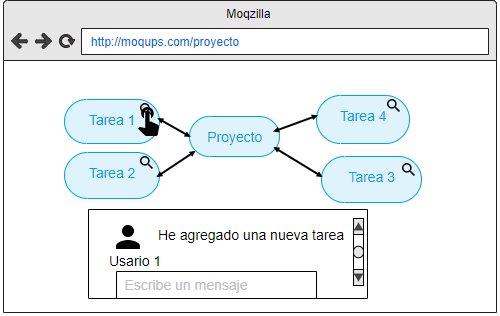 Moqzilla
http://moqups.com/proyecto
Tarea 1
Tarea 4
Proyecto
Tarea 2
Tarea 3
He agregado una nueva tarea
Usario 1
Escribe un mensaje